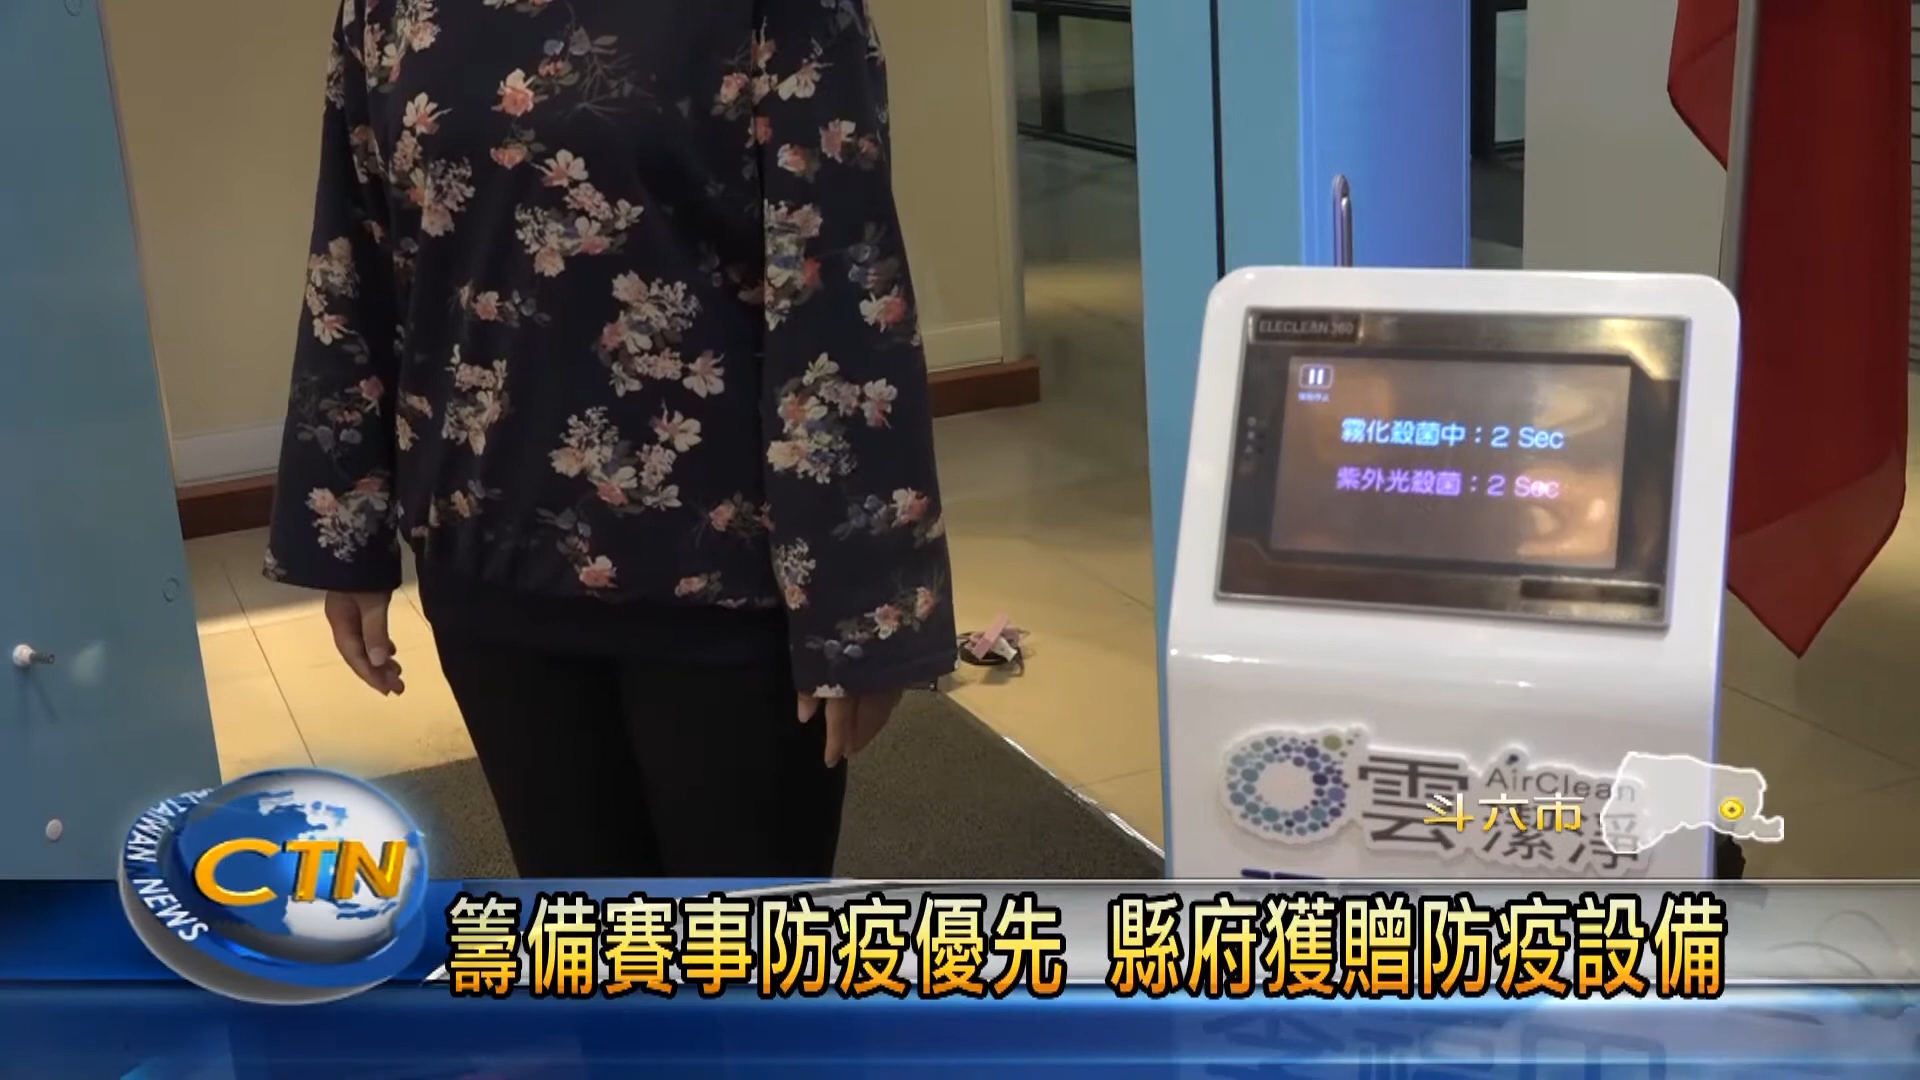 ELECLEAN 360
霧化殺菌中：2 Sec
紫外光殺菌：2 Sec
AirClean
雲潔淨
斗六市
TAIWAN NEWS
CTN
籌備賽事防疫優先 縣府獲贈防疫設備